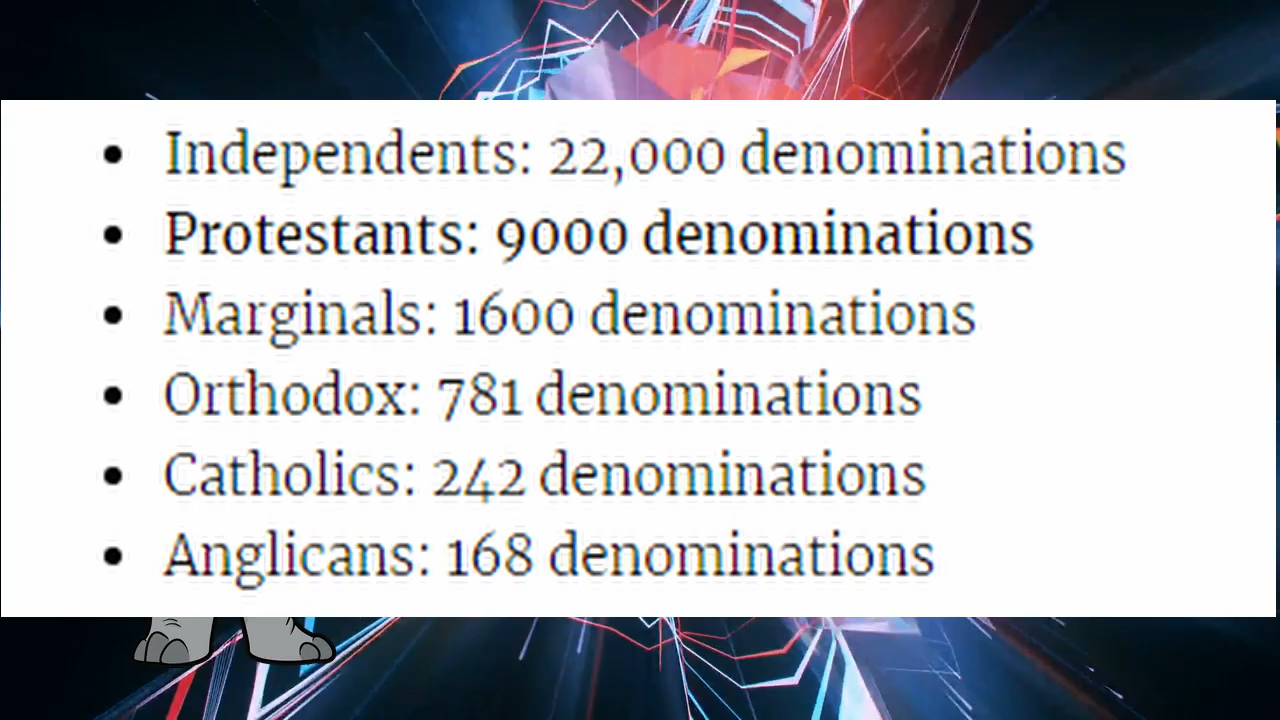 • Independents: 22,000 denominations
• Protestants: 9000 denominations
• Marginals: 1600 denominations
• Orthodox: 781 denominations
• Catholics: 242 denominations
• Anglicans: 168 denominations